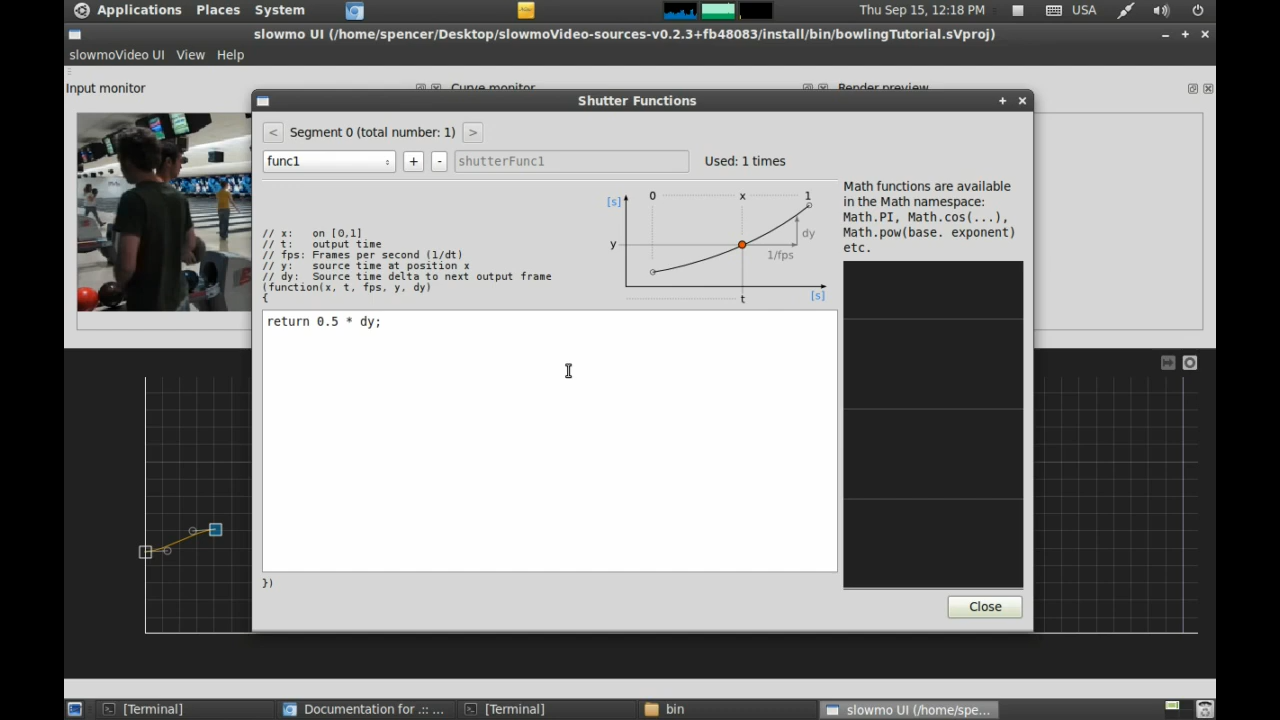 Applications Places System
Thu Sep 15, 12:18 PM
USA
slowmo UI (/home/spencer/Desktop/slowmoVideo-sources-v0.2.3+fb48083/install/bin/bowlingTutorial.sVproj)
slowmoVideo UI View Help
Input monitor
Curve monitor
Render preview
Shutter Functions
< Segment 0 (total number: 1) >
func1 + - shutterFunc1 Used: 1 times
[s] 0 x 1
y dy
1/fps
t [s]
Math functions are available
in the Math namespace:
Math.PI, Math.cos(...),
Math.pow(base. exponent)
etc.
// x: on [0,1]
// t: output time
// fps: Frames per second (1/dt)
// y: source time at position x
// dy: Source time delta to next output frame
(function(x, t, fps, y, dy)
{
return 0.5 * dy;
})
Close
[Terminal]
Documentation for .:: ...
[Terminal]
bin
slowmo UI (/home/spe...